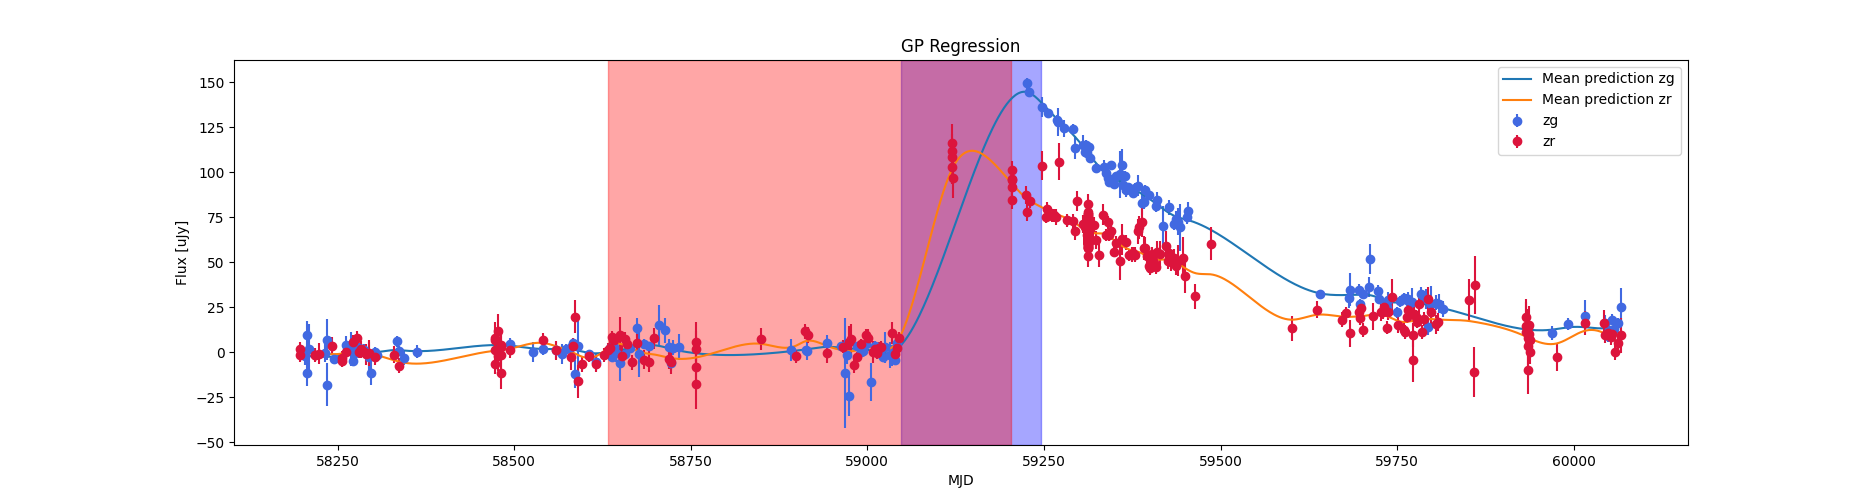 GP Regression
Flux [uJy]
150
125
100
75
50
25
0
−25
−50
58250 58500 58750 59000 59250 59500 59750 60000
MJD
Mean prediction zg
Mean prediction zr
zg
zr